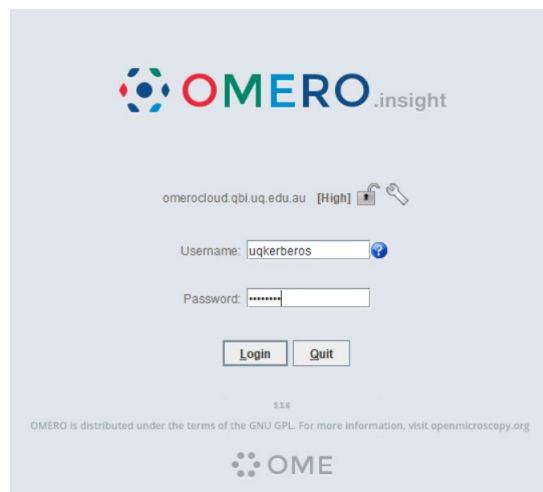 OMERO.insight
omerocloud.qbi.uq.edu.au [High]
Username: uqkerberos
Password: ••••••••
Login Quit
5.3.6
OMERO is distributed under the terms of the GNU GPL. For more information, visit openmicroscopy.org
OME